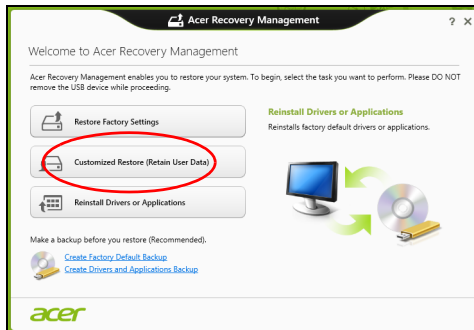 Acer Recovery Management
? X
Welcome to Acer Recovery Management
Acer Recovery Management enables you to restore your system. To begin, select the task you want to perform. Please DO NOT
remove the USB device while proceeding.
Restore Factory Settings
Customized Restore (Retain User Data)
Reinstall Drivers or Applications
Reinstall Drivers or Applications
Reinstalls factory default drivers or applications.
Make a backup before you restore (Recommended).
Create Factory Default Backup
Create Drivers and Applications Backup
acer